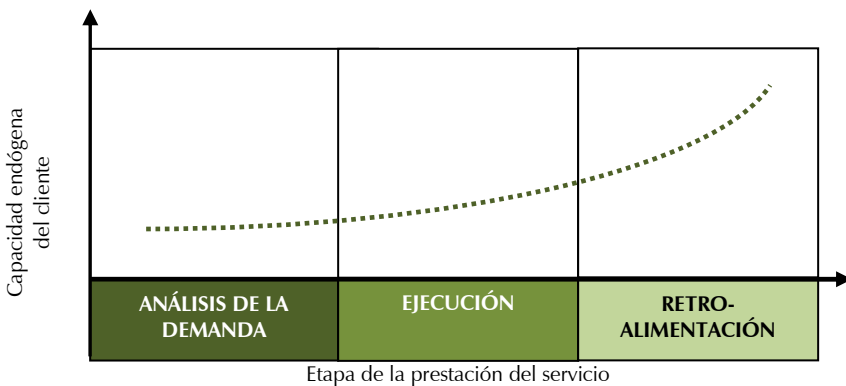 Capacidad endógena
del cliente
ANÁLISIS DE LA
DEMANDA
EJECUCIÓN
RETRO-
ALIMENTACIÓN
Etapa de la prestación del servicio